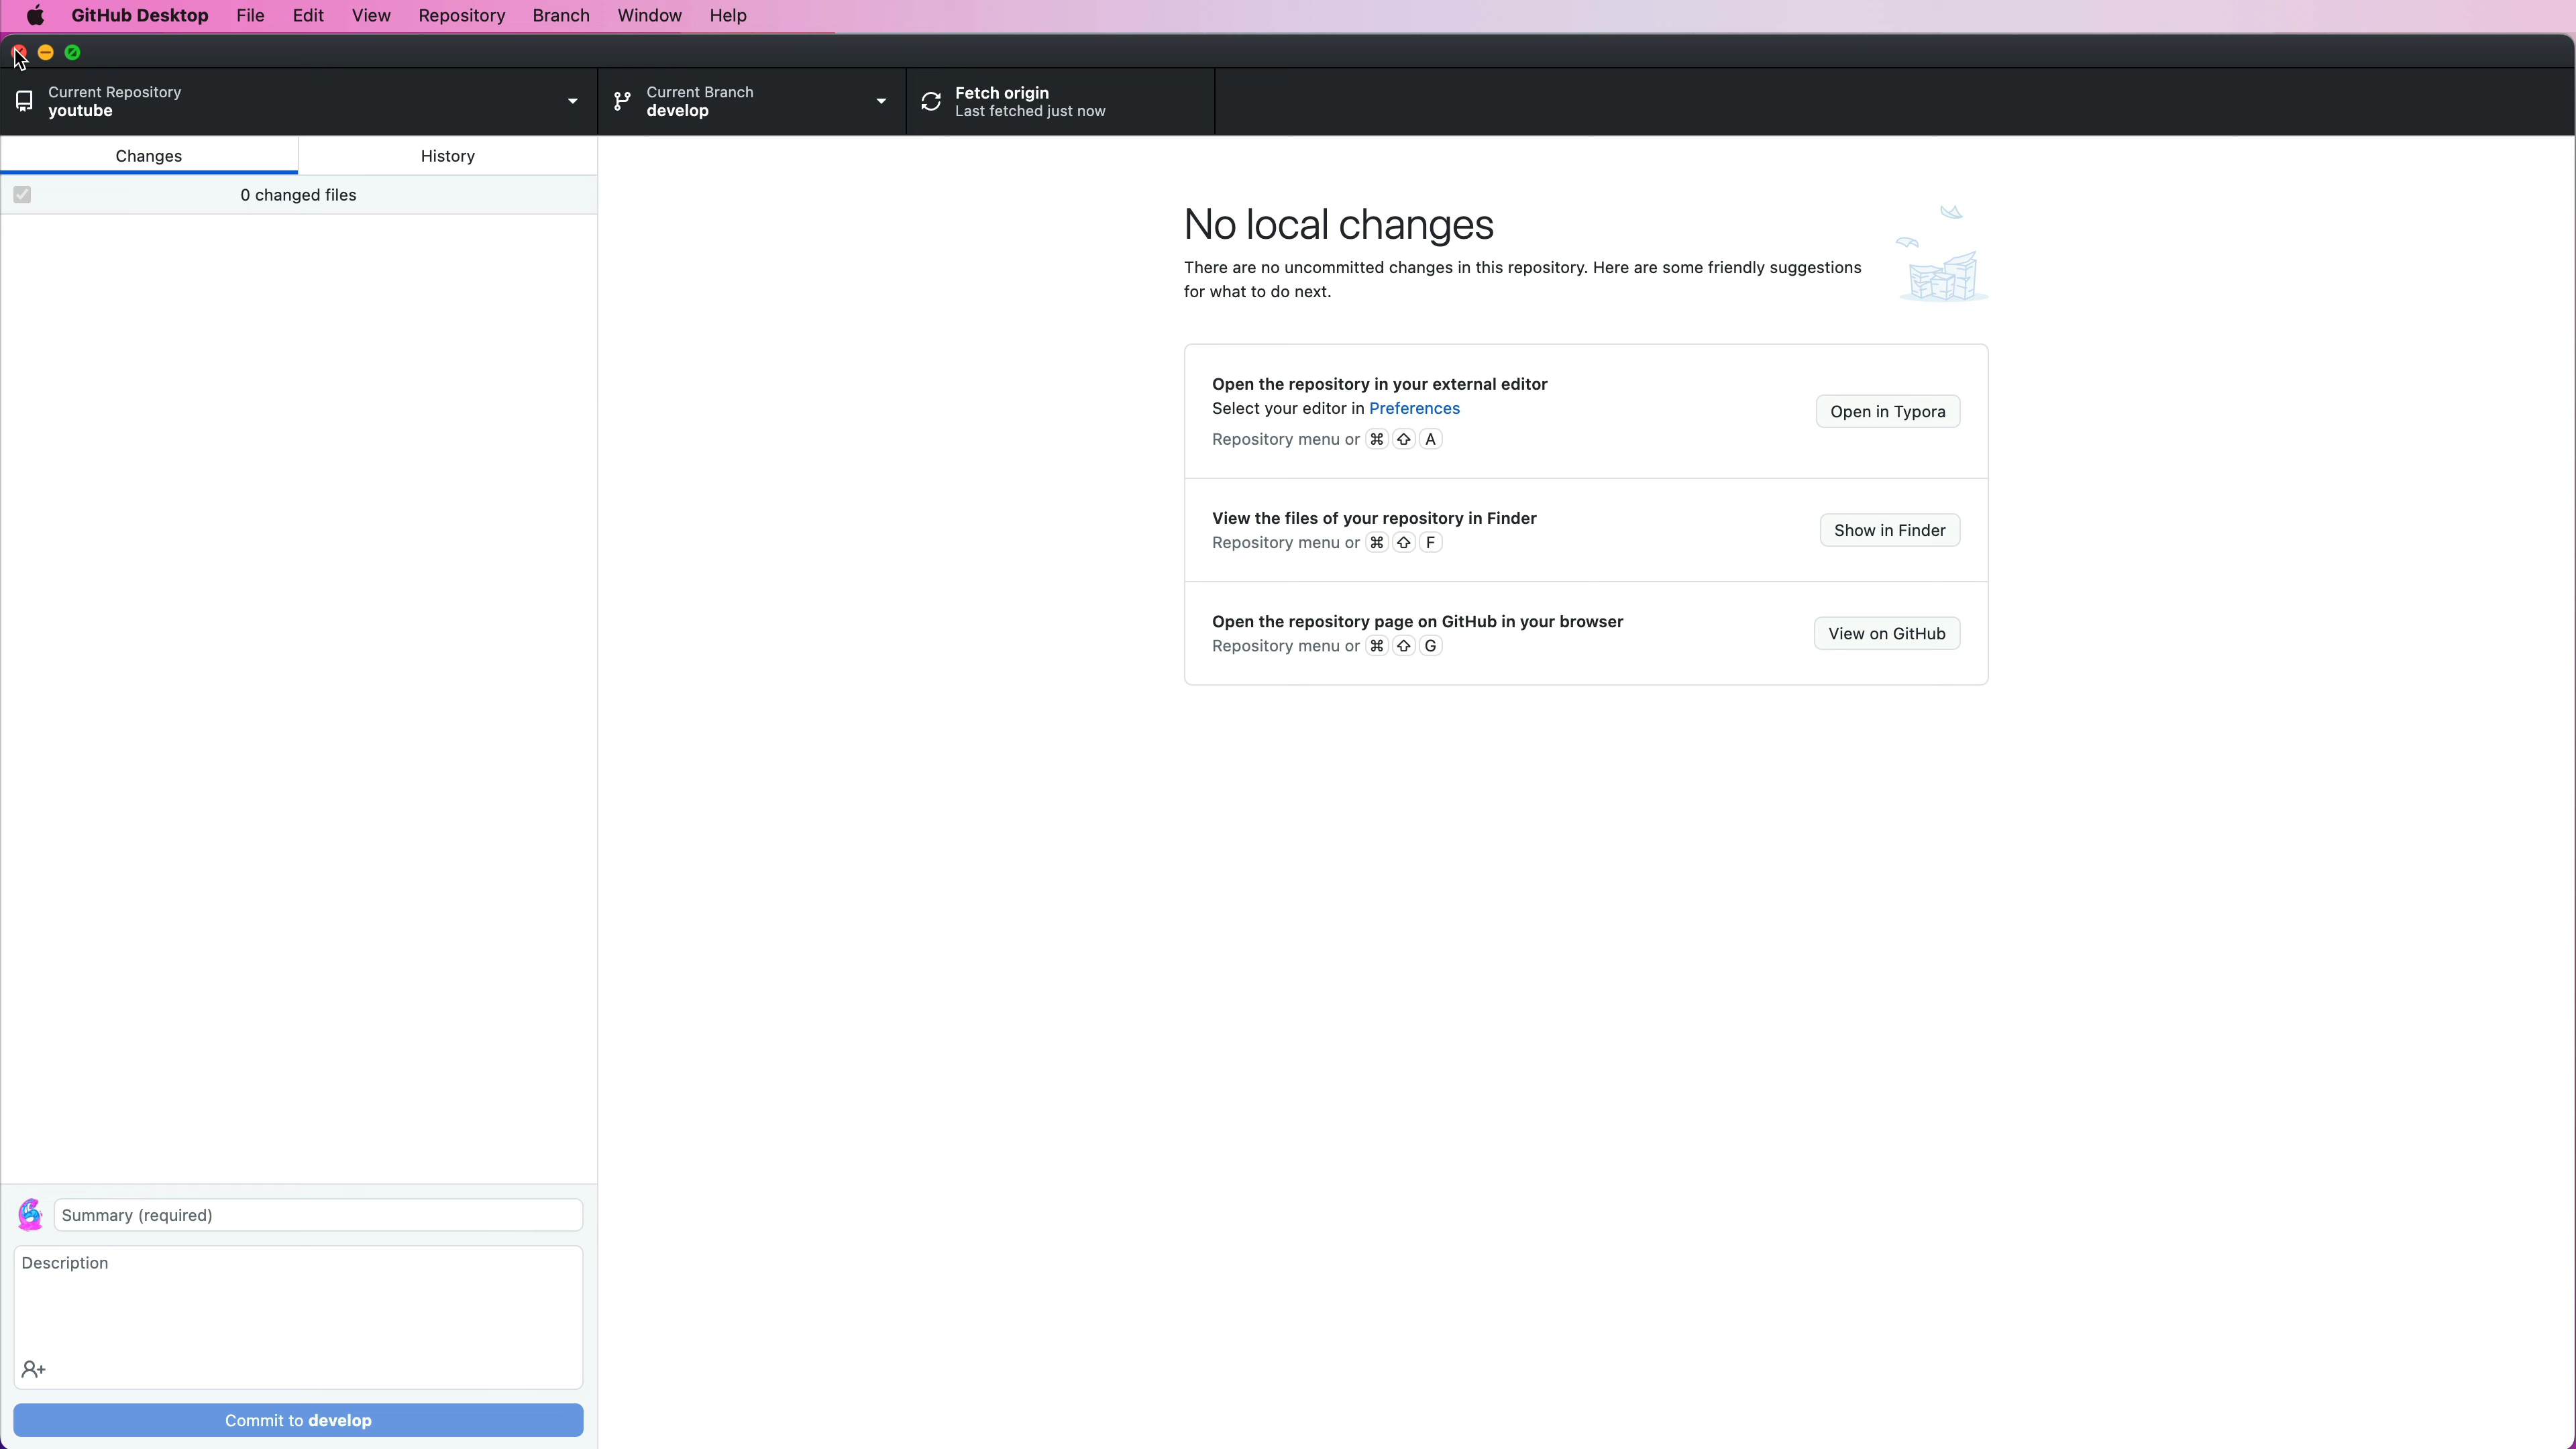 GitHub Desktop File Edit View Repository Branch Window Help
Current Repository
youtube
Current Branch
develop
Fetch origin
Last fetched just now
Changes
History
0 changed files
No local changes
There are no uncommitted changes in this repository. Here are some friendly suggestions
for what to do next.
Open the repository in your external editor
Select your editor in Preferences
Repository menu or ⌘ ⇧ A
Open in Typora
View the files of your repository in Finder
Repository menu or ⌘ ⇧ F
Show in Finder
Open the repository page on GitHub in your browser
Repository menu or ⌘ ⇧ G
View on GitHub
Summary (required)
Description
Commit to develop